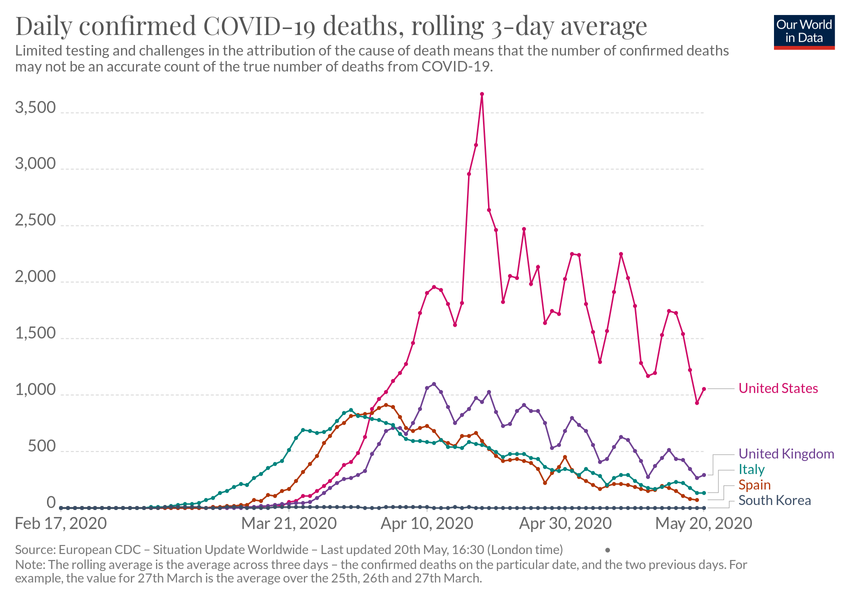 Daily confirmed COVID-19 deaths, rolling 3-day average
Our World
in Data
Limited testing and challenges in the attribution of the cause of death means that the number of confirmed deaths
may not be an accurate count of the true number of deaths from COVID-19.
3,500
3,000
2,500
2,000
1,500
1,000
500
0
United States
United Kingdom
Italy
Spain
South Korea
Feb 17, 2020
Mar 21, 2020
Apr 10, 2020
Apr 30, 2020
May 20, 2020
Source: European CDC – Situation Update Worldwide – Last updated 20th May, 16:30 (London time)
Note: The rolling average is the average across three days – the confirmed deaths on the particular date, and the two previous days. For
example, the value for 27th March is the average over the 25th, 26th and 27th March.